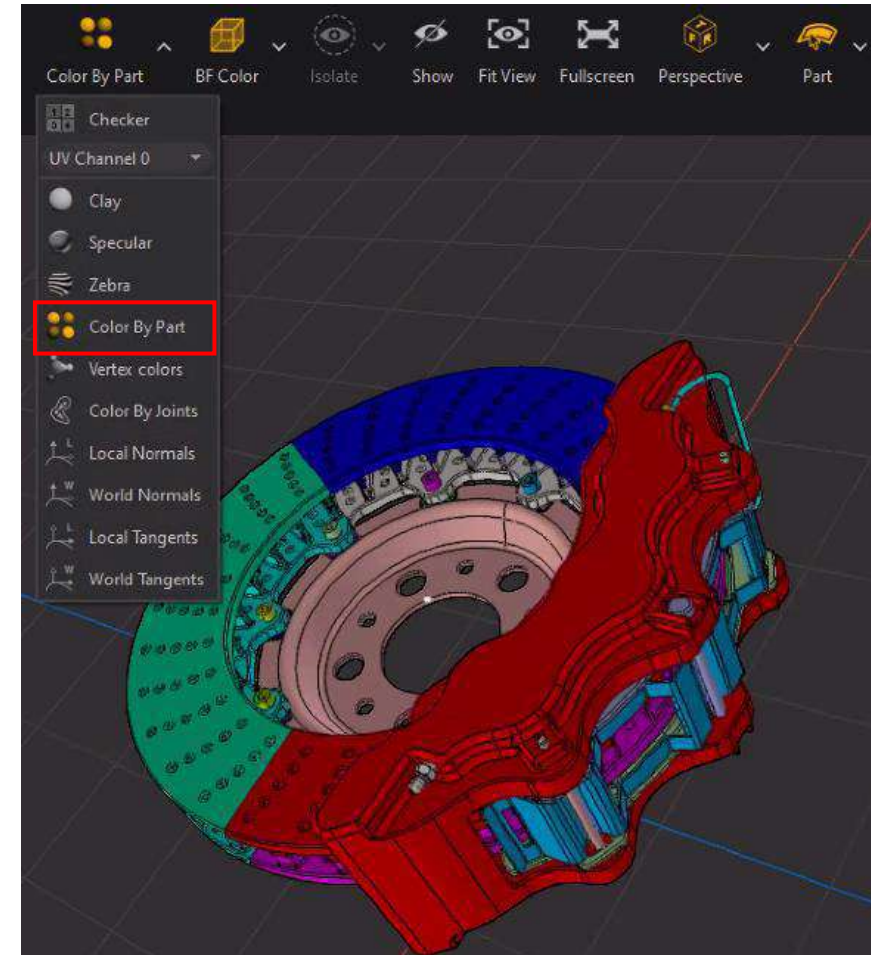 Color By Part
BF Color
Isolate
Show
Fit View
Fullscreen
Perspective
Part
Checker
UV Channel 0
Clay
Specular
Zebra
Color By Part
Vertex colors
Color By Joints
Local Normals
World Normals
Local Tangents
World Tangents